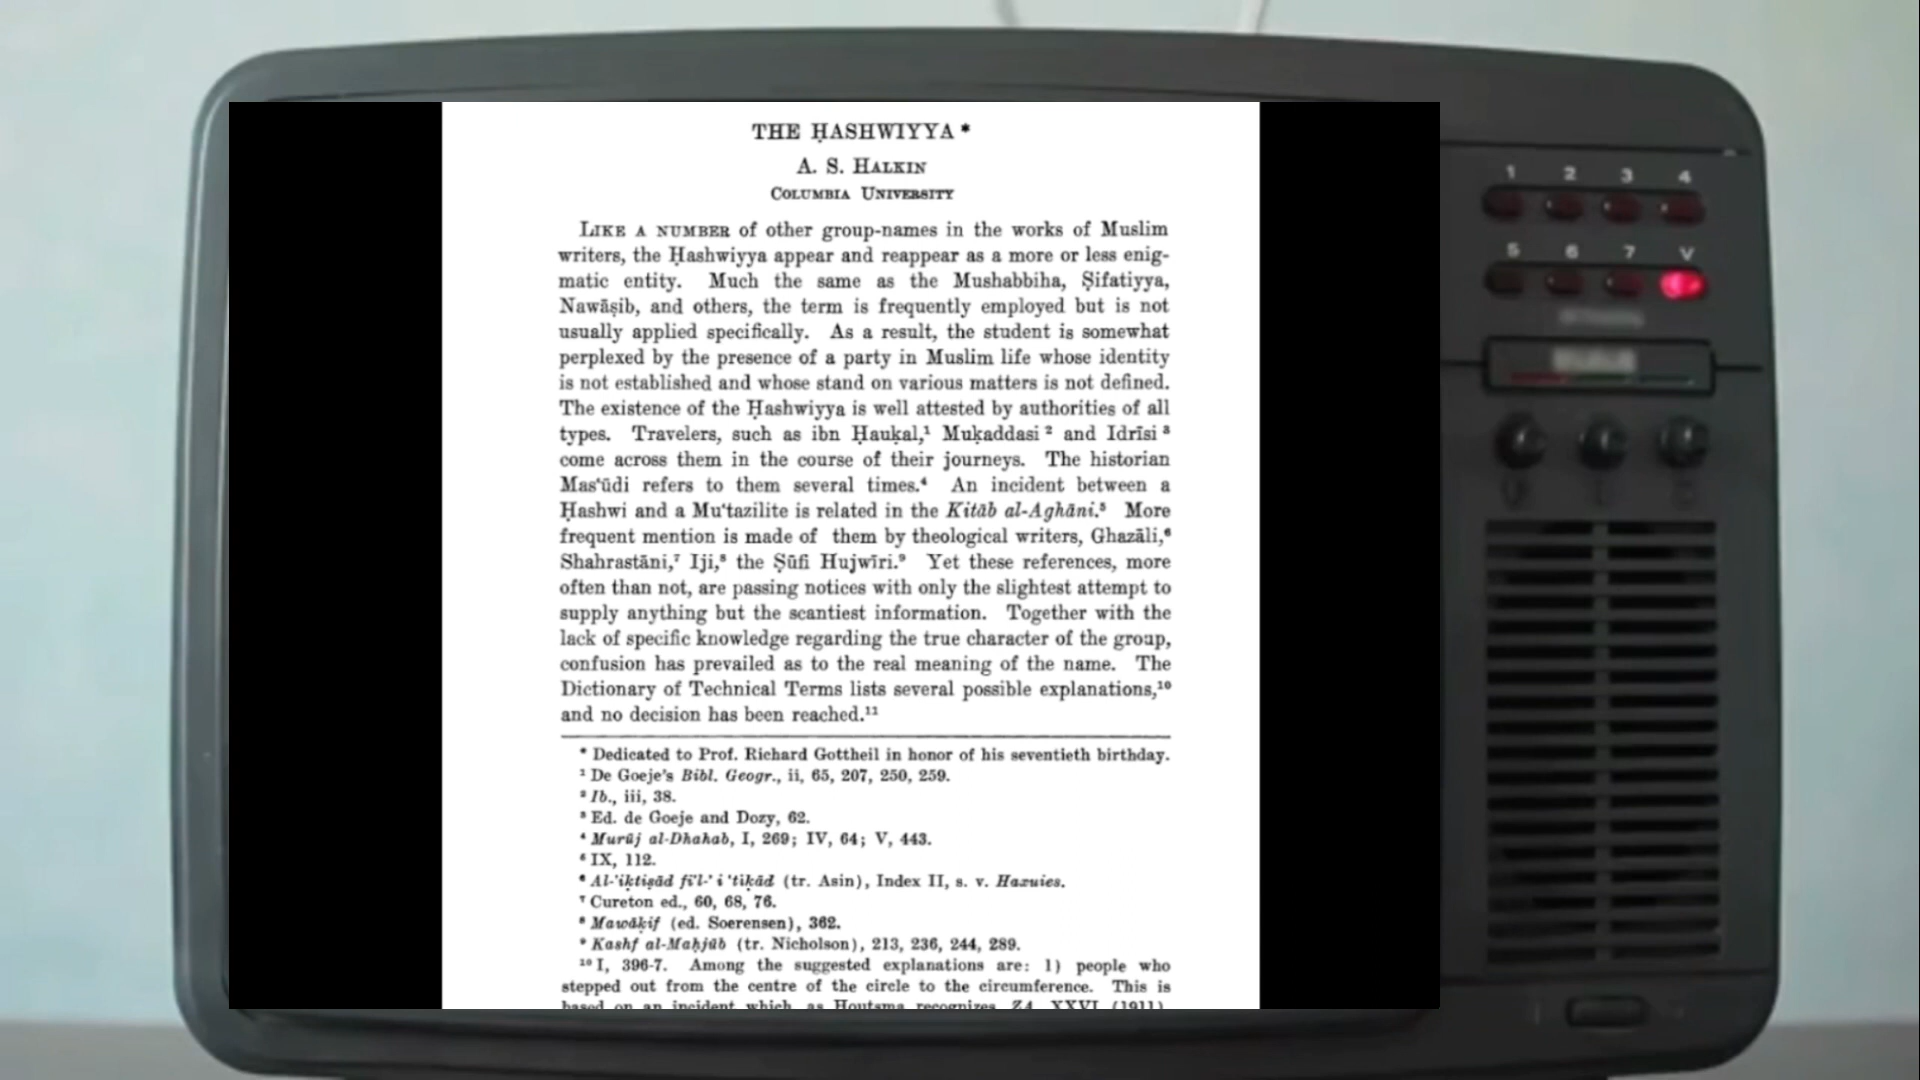 THE ḤASHWIYYA *
A. S. HALKIN
COLUMBIA UNIVERSITY
LIKE A NUMBER of other group-names in the works of Muslim
writers, the Ḥashwiyya appear and reappear as a more or less enig-
matic entity. Much the same as the Mushabbiha, Ṣifatiyya,
Nawāṣib, and others, the term is frequently employed but is not
usually applied specifically. As a result, the student is somewhat
perplexed by the presence of a party in Muslim life whose identity
is not established and whose stand on various matters is not defined.
The existence of the Ḥashwiyya is well attested by authorities of all
types. Travelers, such as ibn Ḥauḳal,¹ Muḳaddasi ² and Idrīsi ³
come across them in the course of their journeys. The historian
Mas‘ūdi refers to them several times.⁴ An incident between a
Ḥashwi and a Mu‘tazilite is related in the Kitāb al-Aghāni.⁵ More
frequent mention is made of them by theological writers, Ghazāli,⁶
Shahrastāni,⁷ Iji,⁸ the Ṣūfi Hujwīri.⁹ Yet these references, more
often than not, are passing notices with only the slightest attempt to
supply anything but the scantiest information. Together with the
lack of specific knowledge regarding the true character of the group,
confusion has prevailed as to the real meaning of the name. The
Dictionary of Technical Terms lists several possible explanations,¹⁰
and no decision has been reached.¹¹
* Dedicated to Prof. Richard Gottheil in honor of his seventieth birthday.
¹ De Goeje's Bibl. Geogr., ii, 65, 207, 250, 259.
² Ib., iii, 38.
³ Ed. de Goeje and Dozy, 62.
⁴ Murūj al-Dhahab, I, 269; IV, 64; V, 443.
⁵ IX, 112.
⁶ Al-'iḳtiṣād fi'l-' i 'tiḳād (tr. Asin), Index II, s. v. Haxuies.
⁷ Cureton ed., 60, 68, 76.
⁸ Mawāḳif (ed. Soerensen), 362.
⁹ Kashf al-Maḥjūb (tr. Nicholson), 213, 236, 244, 289.
¹⁰ I, 396-7. Among the suggested explanations are: 1) people who
stepped out from the centre of the circle to the circumference. This is
based on an incident which, as Houtsma recognizes, ZA, XXVI (1911),
1 2 3 4
5 6 7 V